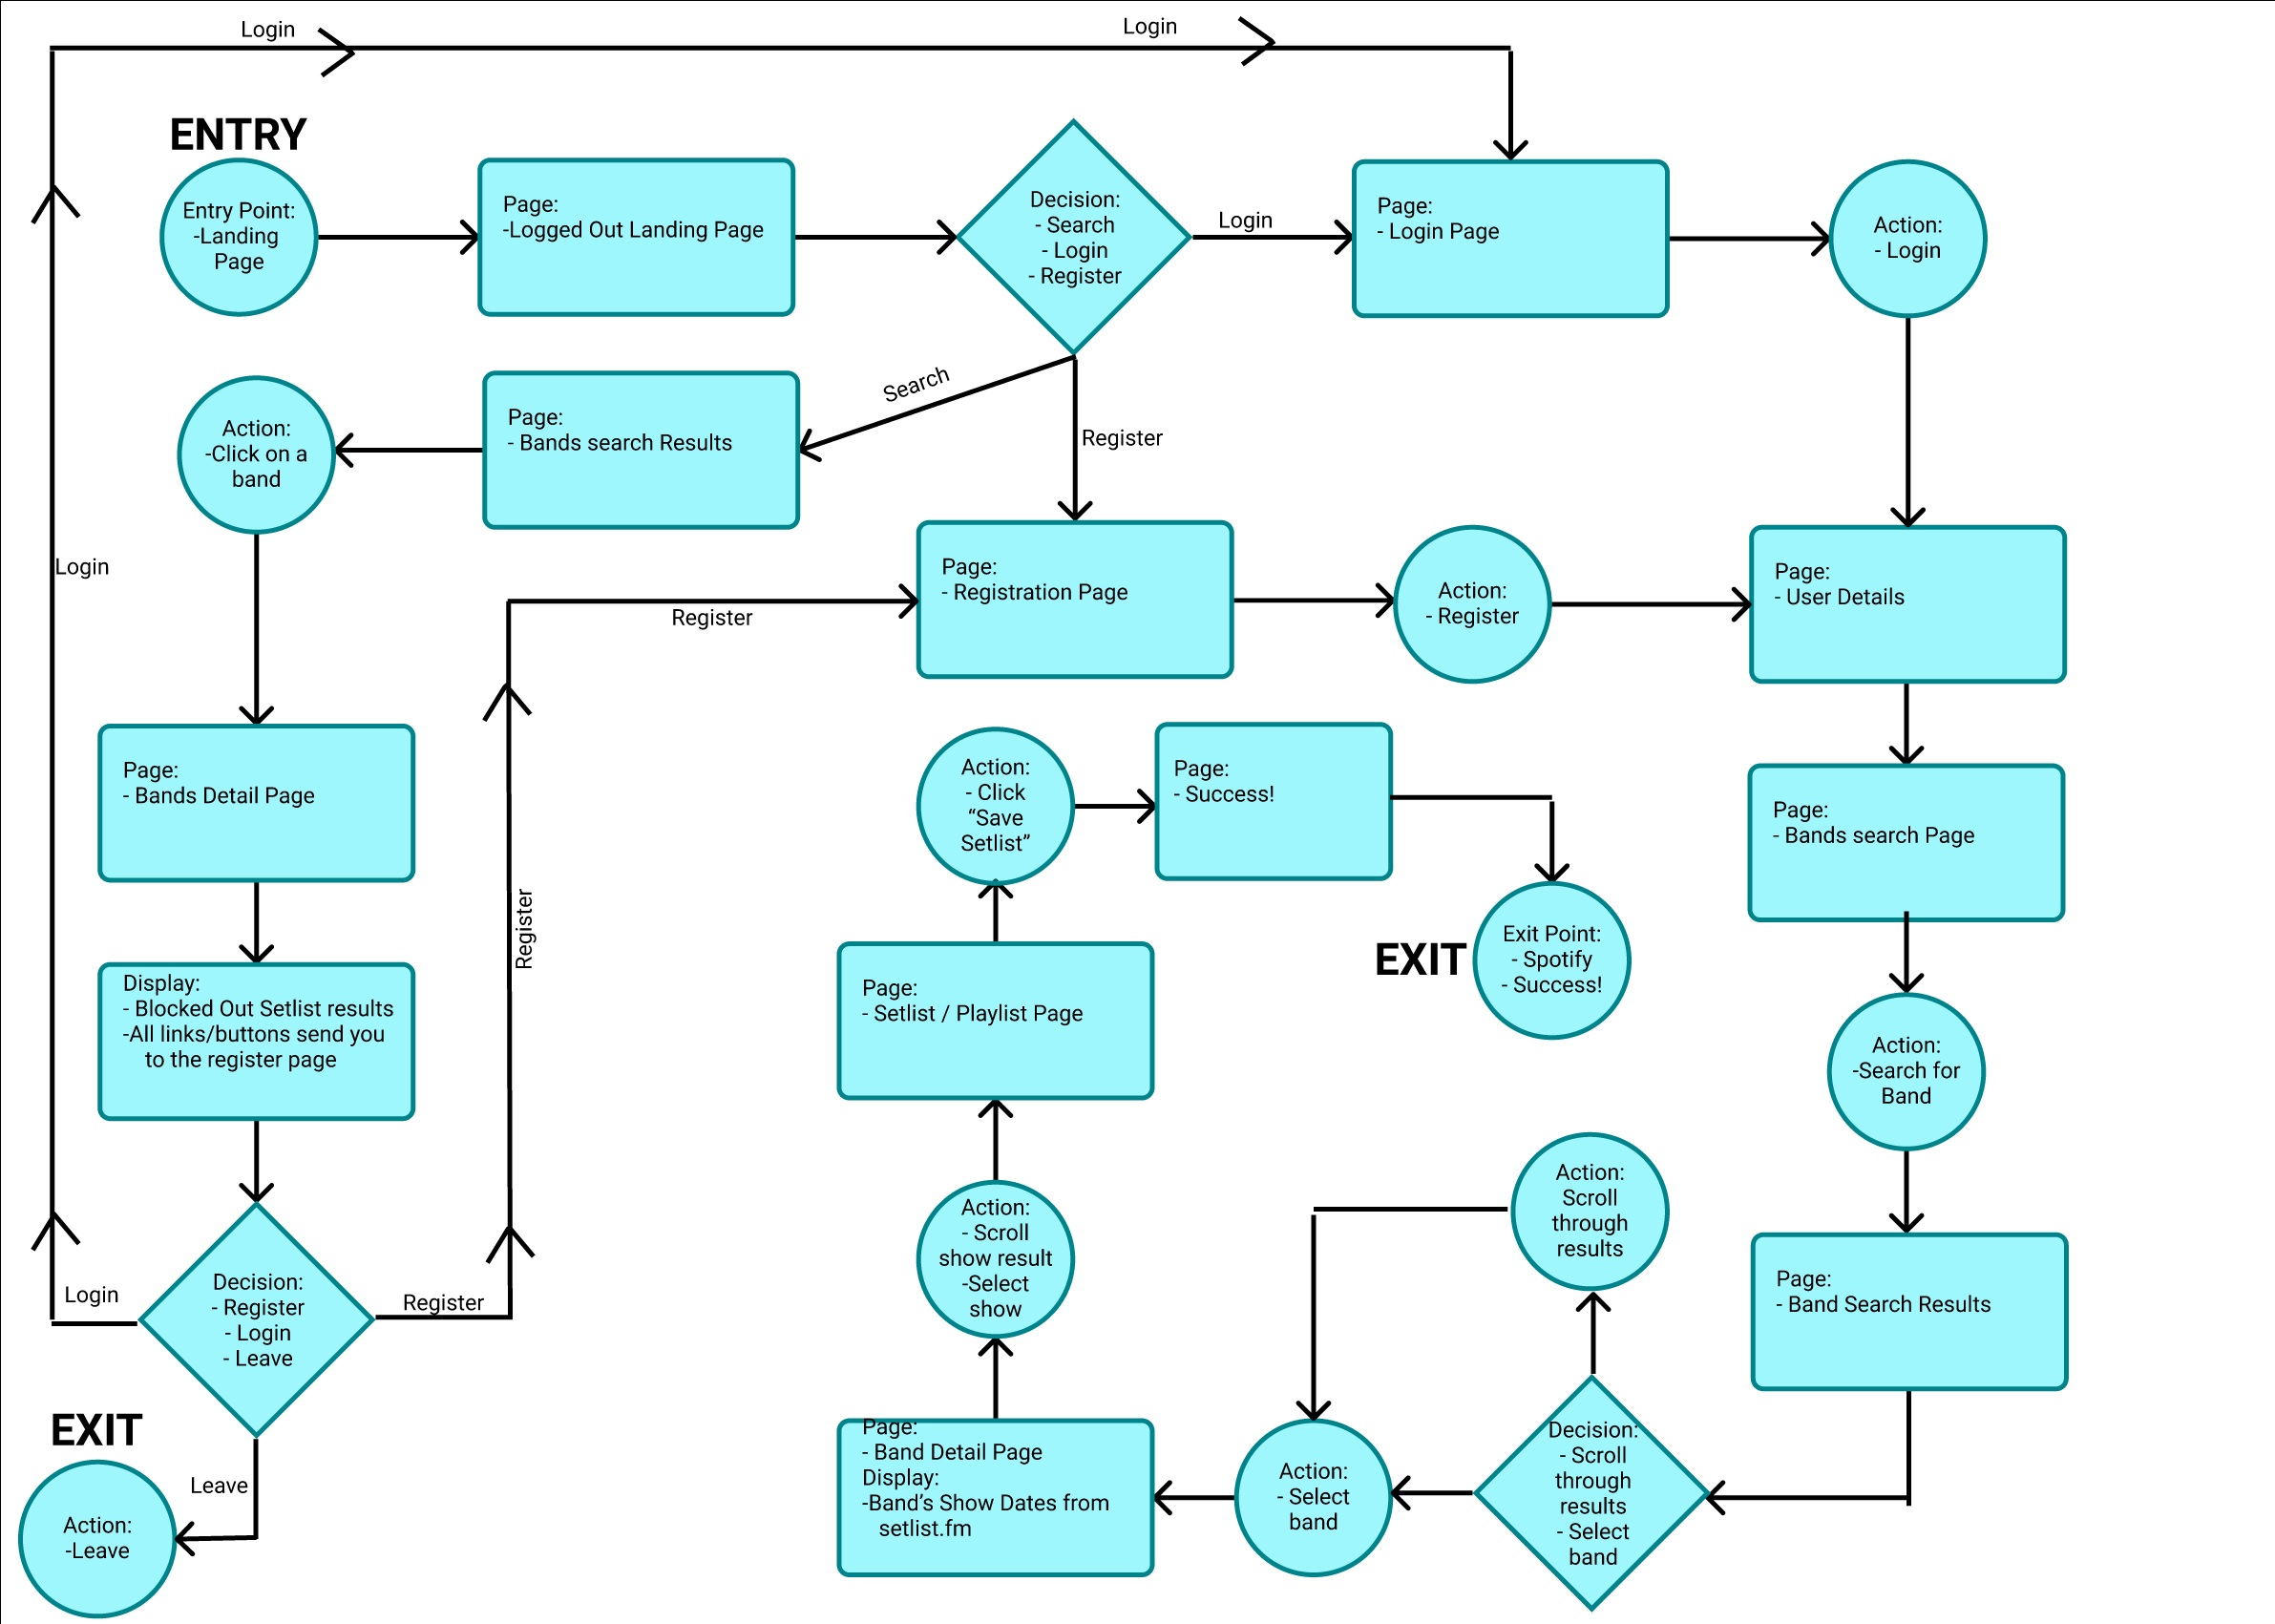 Login
Login
ENTRY
Entry Point:
-Landing
Page
Page:
-Logged Out Landing Page
Decision:
- Search
- Login
- Register
Login
Page:
- Login Page
Action:
- Login
Search
Register
Page:
- Bands search Results
Action:
-Click on a
band
Login
Page:
- Registration Page
Register
Action:
- Register
Page:
- User Details
Page:
- Bands Detail Page
Register
Action:
- Click
“Save
Setlist”
Page:
- Success!
Page:
- Bands search Page
EXIT
Exit Point:
- Spotify
- Success!
Display:
- Blocked Out Setlist results
-All links/buttons send you
to the register page
Page:
- Setlist / Playlist Page
Action:
-Search for
Band
Action:
Scroll
through
results
Action:
- Scroll
show result
-Select
show
Page:
- Band Search Results
Login
Decision:
- Register
- Login
- Leave
Register
EXIT
Leave
Action:
-Leave
Page:
- Band Detail Page
Display:
-Band’s Show Dates from
setlist.fm
Action:
- Select
band
Decision:
- Scroll
through
results
- Select
band